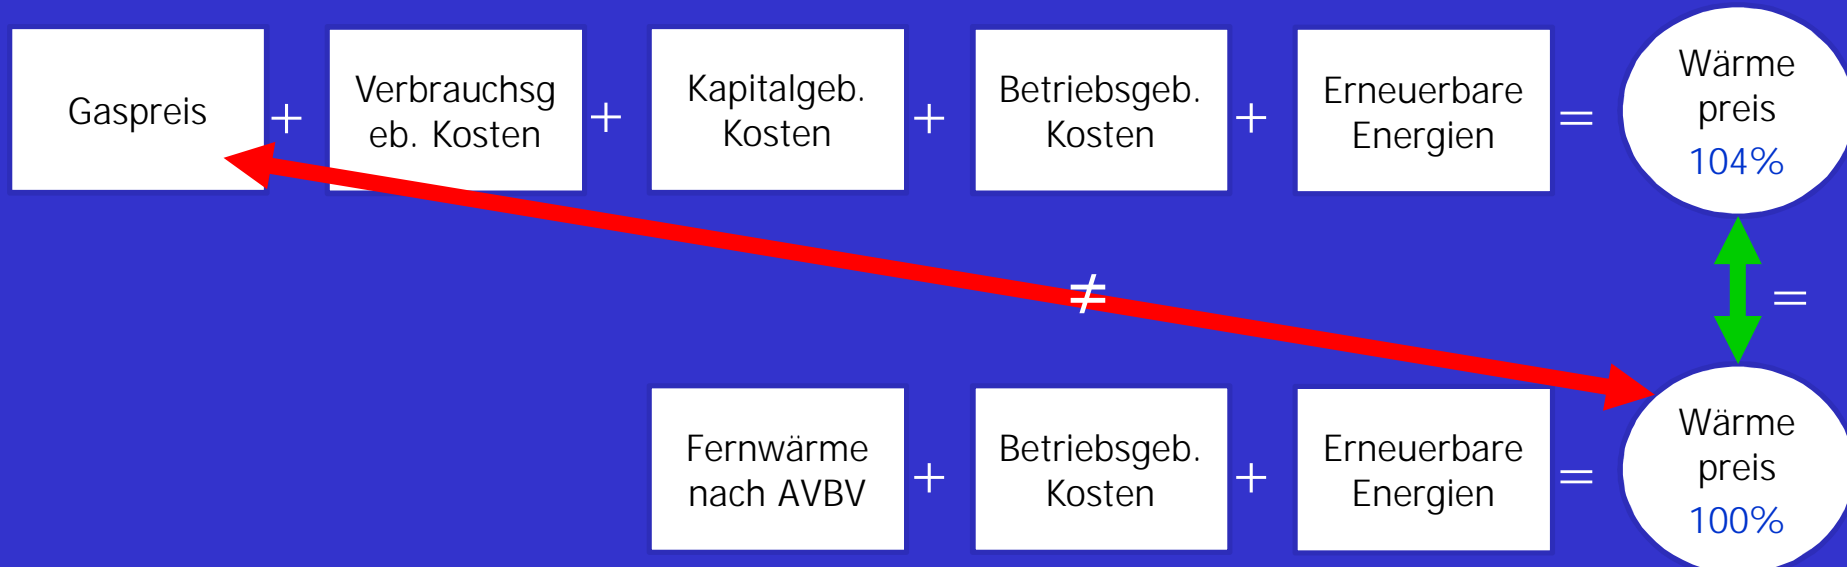 Gaspreis
+
Verbrauchsg
eb. Kosten
+
Kapitalgeb.
Kosten
+
Betriebsgeb.
Kosten
+
Erneuerbare
Energien
=
Wärme
preis
104%
≠
=
Fernwärme
nach AVBV
+
Betriebsgeb.
Kosten
+
Erneuerbare
Energien
=
Wärme
preis
100%